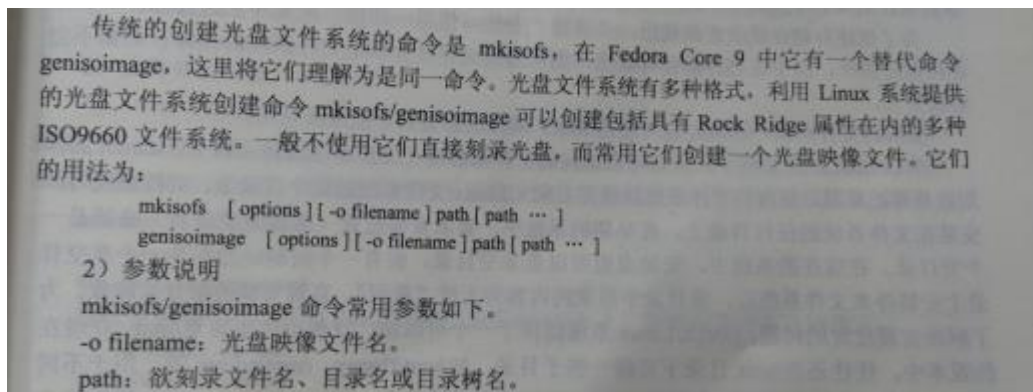 传统的创建光盘文件系统的命令是 mkisofs，在 Fedora Core 9 中它有一个替代命令
genisoimage，这里将它们理解为是同一命令。光盘文件系统有多种格式，利用 Linux 系统提供
的光盘文件系统创建命令 mkisofs/genisoimage 可以创建包括具有 Rock Ridge 属性在内的多种
ISO9660 文件系统。一般不使用它们直接刻录光盘，而常用它们创建一个光盘映像文件。它们
的用法为：
mkisofs [ options ] [ -o filename ] path [ path … ]
genisoimage [ options ] [ -o filename ] path [ path … ]
2）参数说明
mkisofs/genisoimage 命令常用参数如下。
-o filename：光盘映像文件名。
path：欲刻录文件名、目录名或目录树名。